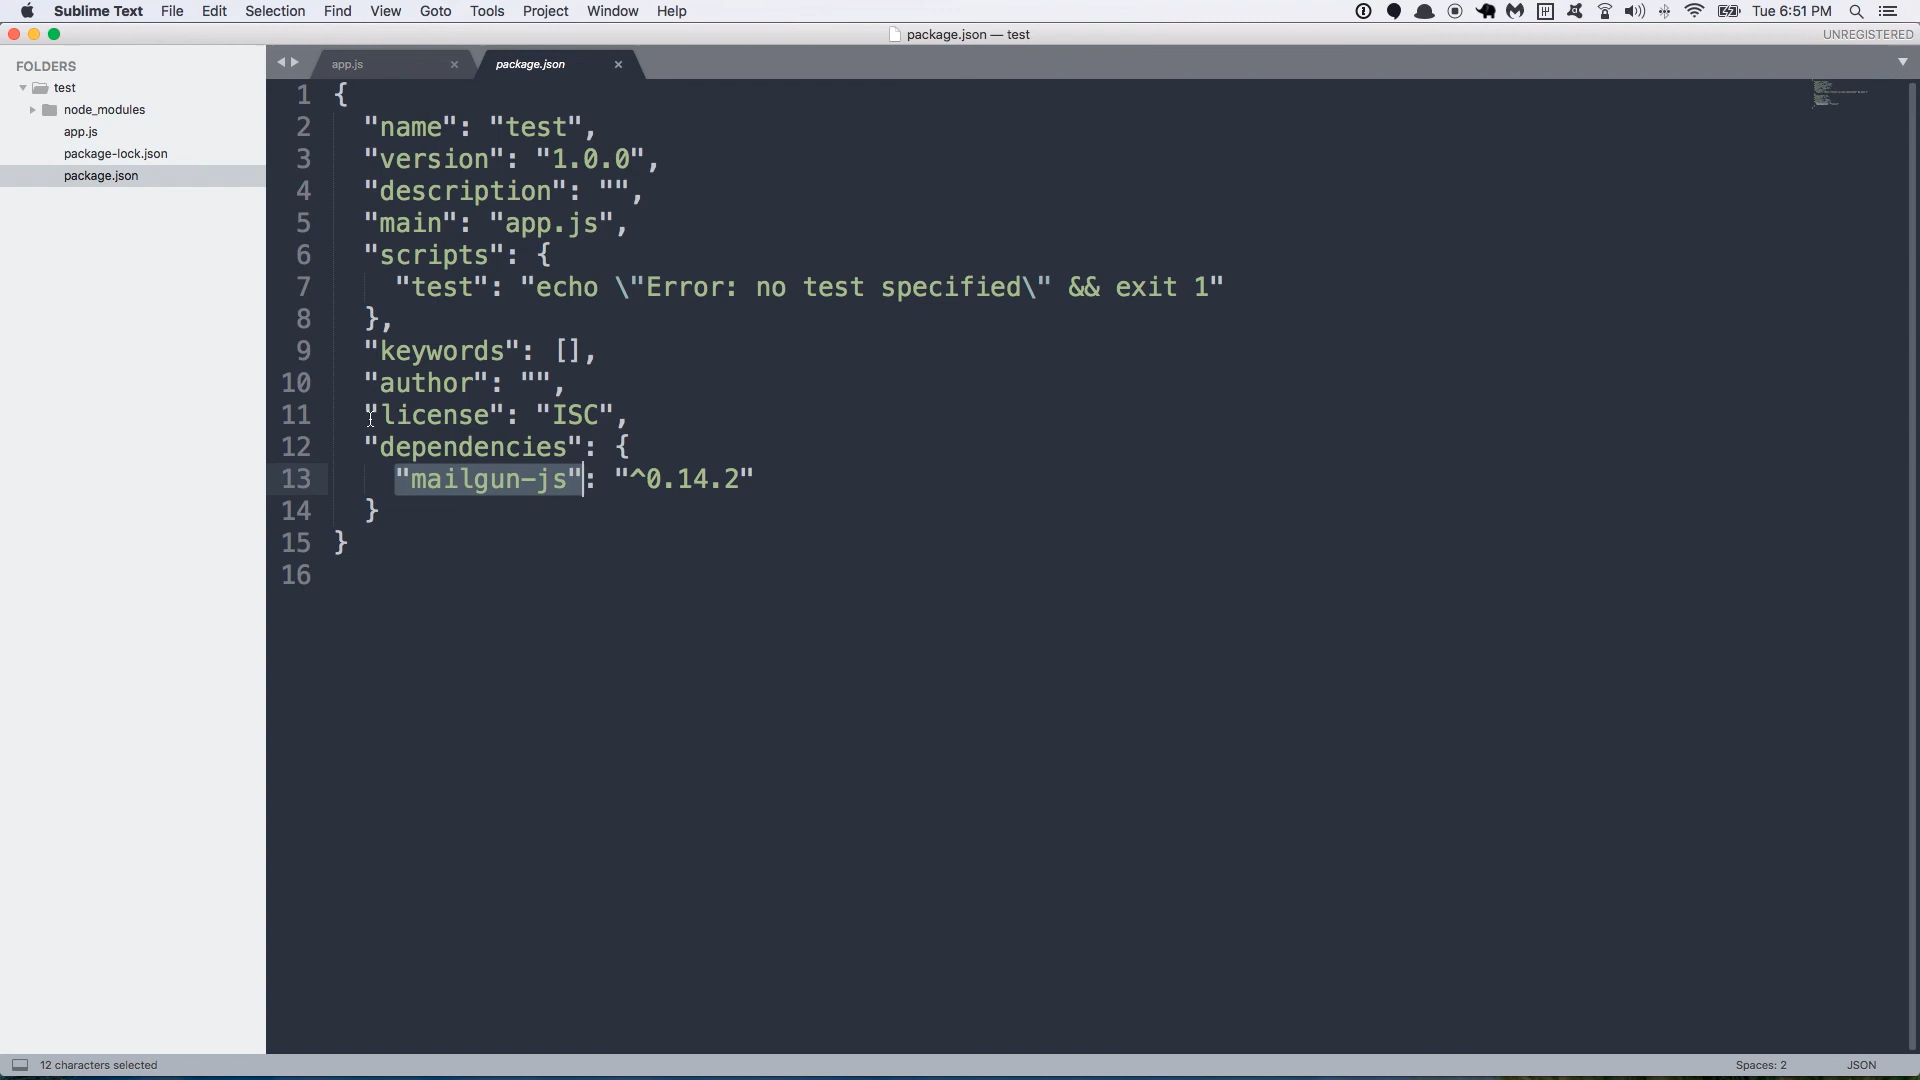 Sublime Text File Edit Selection Find View Goto Tools Project Window Help Tue 6:51 PM
package.json — test UNREGISTERED
FOLDERS
test
node_modules
app.js
package-lock.json
package.json
app.js × package.json ×
1 {
2 "name": "test",
3 "version": "1.0.0",
4 "description": "",
5 "main": "app.js",
6 "scripts": {
7 "test": "echo \"Error: no test specified\" && exit 1"
8 },
9 "keywords": [],
10 "author": "",
11 "license": "ISC",
12 "dependencies": {
13 "mailgun-js": "^0.14.2"
14 }
15 }
16
12 characters selected Spaces: 2 JSON